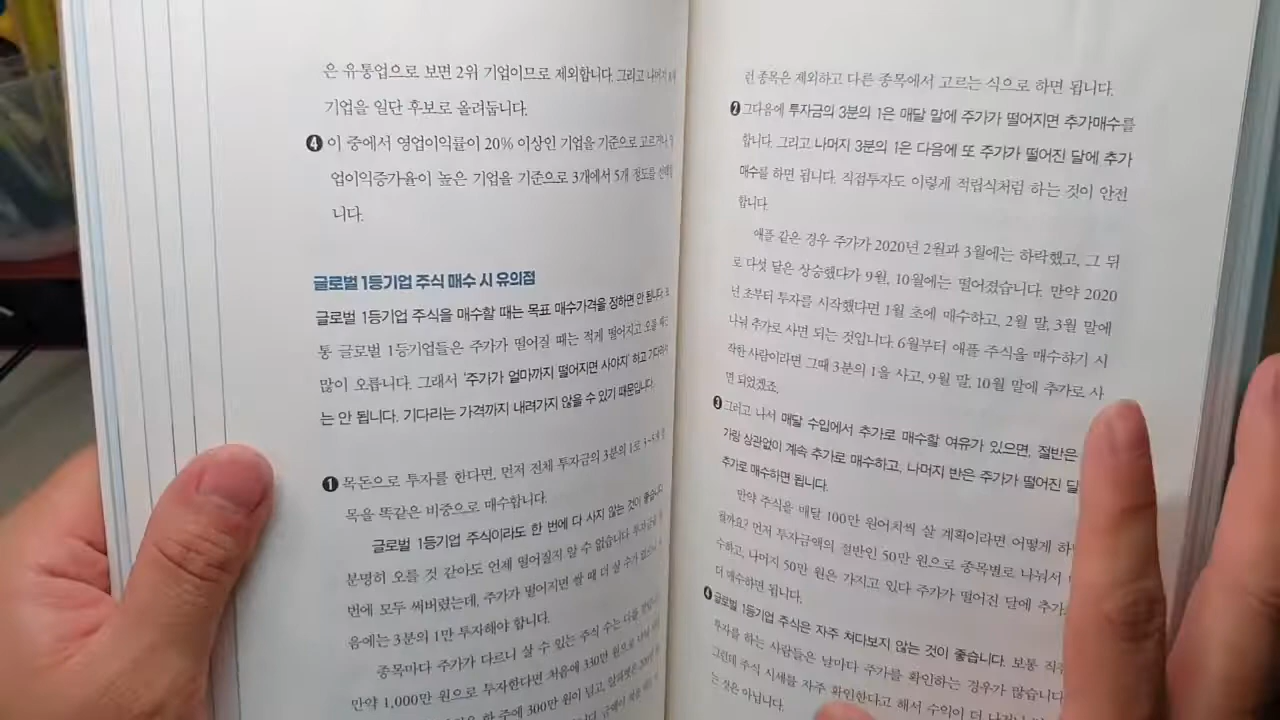 은 유통업으로 보면 2위 기업이므로 제외합니다. 그리고 나머지
기업을 일단 후보로 올려둡니다.
❹ 이 중에서 영업이익률이 20% 이상인 기업을 기준으로 고르거나
업이익증가율이 높은 기업을 기준으로 3개에서 5개 정도를
니다.
글로벌 1등기업 주식 매수 시 유의점
글로벌 1등기업 주식을 매수할 때는 목표 매수가격을 정하면 안 됩니다.
통 글로벌 1등기업들은 주가가 떨어질 때는 적게 떨어지고 오를 때는
많이 오릅니다. 그래서 '주가가 얼마까지 떨어지면 사야지' 하고 기다려서
는 안 됩니다. 기다리는 가격까지 내려가지 않을 수 있기 때문입니다.
❶ 목돈으로 투자를 한다면, 먼저 전체 투자금의 3분의 1로
목을 똑같은 비중으로 매수합니다.
글로벌 1등기업 주식이라도 한 번에 다 사지 않는 것이 좋습니다.
분명히 오를 것 같아도 언제 떨어질지 알 수 없습니다. 투자금을
번에 모두 써버렸는데, 주가가 떨어지면 쌀 때 더 살 수가 없으니
음에는 3분의 1만 투자해야 합니다.
종목마다 주가가 다르니 살 수 있는 주식 수는 다를
만약 1,000만 원으로 투자한다면 처음에 330만 원으로
한 주에 300만 원이 넘고,
런 종목은 제외하고 다른 종목에서 고르는 식으로 하면 됩니다.
❷ 그다음에 투자금의 3분의 1은 매달 말에 주가가 떨어지면 추가매수를
합니다. 그리고 나머지 3분의 1은 다음에 또 주가가 떨어진 달에 추가
매수를 하면 됩니다. 직접투자도 이렇게 적립식처럼 하는 것이 안전
합니다.
애플 같은 경우 주가가 2020년 2월과 3월에는 하락했고, 그 뒤
로 다섯 달은 상승했다가 9월, 10월에는 떨어졌습니다. 만약 2020
년 초부터 투자를 시작했다면 1월 초에 매수하고, 2월 말, 3월 말에
나눠 추가로 사면 되는 것입니다. 6월부터 애플 주식을 매수하기 시
작한 사람이라면 그때 3분의 1을 사고, 9월 말, 10월 말에 추가로 사
면 되었겠죠.
❸ 그러고 나서 매달 수입에서 추가로 매수할 여유가 있으면, 절반은
가랑 상관없이 계속 추가로 매수하고, 나머지 반은 주가가 떨어진 달
추가로 매수하면 됩니다.
만약 주식을 매달 100만 원어치씩 살 계획이라면 어떻게
할까요? 먼저 투자금액의 절반인 50만 원으로 종목별로 나눠서
수하고, 나머지 50만 원은 가지고 있다 주가가 떨어진 달에
더 매수하면 됩니다.
❹ 글로벌 1등기업 주식은 자주 쳐다보지 않는 것이 좋습니다. 보통
투자를 하는 사람들은 날마다 주가를 확인하는 경우가 많습니다
그런데 주식 시세를 자주 확인한다고 해서 수익이 더
는 것은 아닙니다.